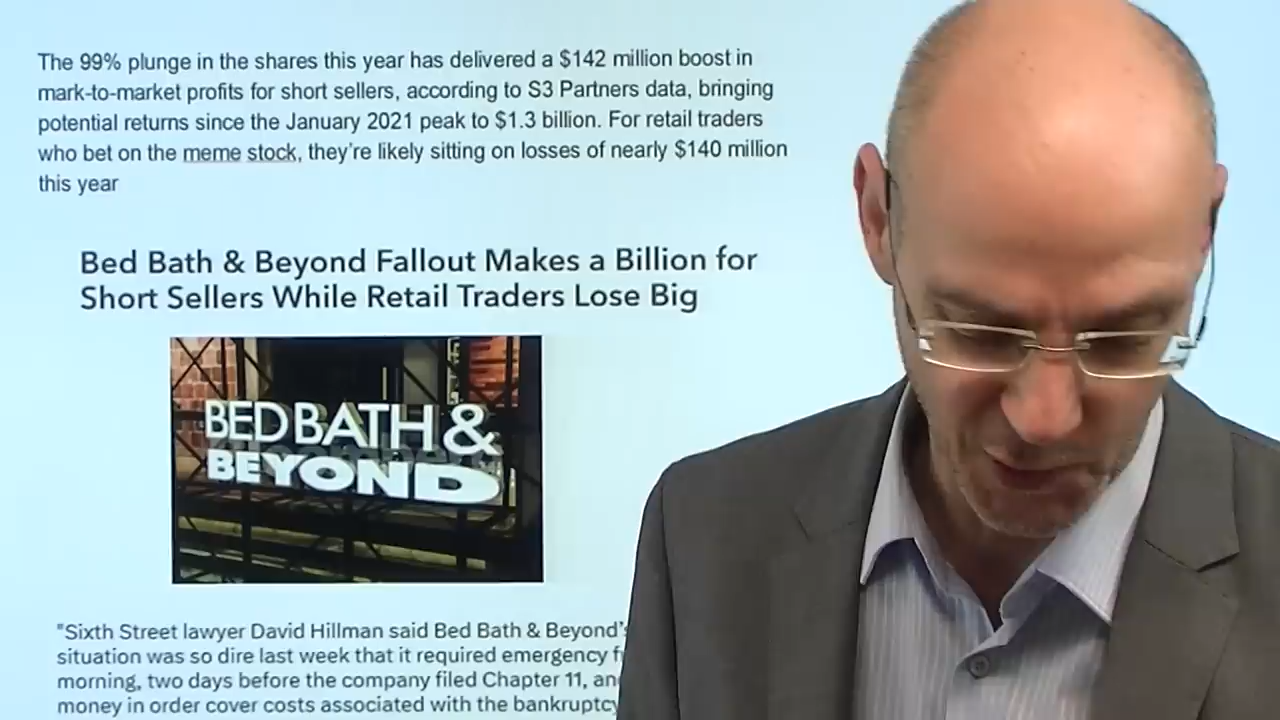 The 99% plunge in the shares this year has delivered a $142 million boost in
mark-to-market profits for short sellers, according to S3 Partners data, bringing
potential returns since the January 2021 peak to $1.3 billion. For retail traders
who bet on the meme stock, they're likely sitting on losses of nearly $140 million
this year
Bed Bath & Beyond Fallout Makes a Billion for
Short Sellers While Retail Traders Lose Big
BED BATH &
BEYOND
"Sixth Street lawyer David Hillman said Bed Bath & Beyond's
situation was so dire last week that it required emergency
morning, two days before the company filed Chapter 11,
money in order cover costs associated with the bankruptcy